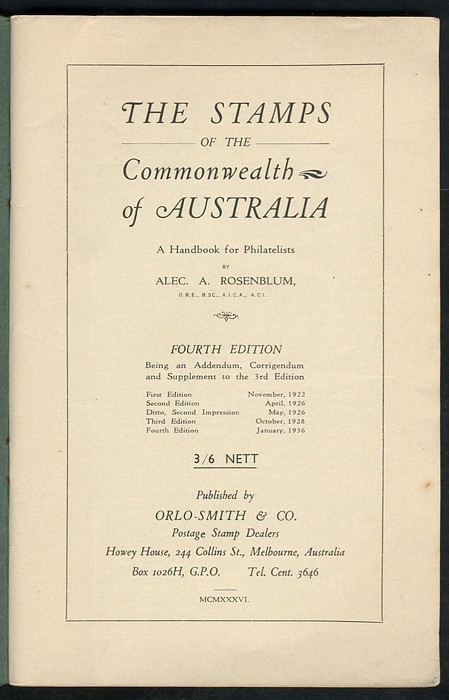 THE STAMPS
OF THE
Commonwealth
of AUSTRALIA
A Handbook for Philatelists
BY
ALEC. A. ROSENBLUM,
O.B.E., B.SC., A.I.C.A., A.C.I.
FOURTH EDITION
Being an Addendum, Corrigendum
and Supplement to the 3rd Edition
First Edition November, 1922
Second Edition April, 1926
Ditto, Second Impression May, 1926
Third Edition October, 1928
Fourth Edition January, 1936
3/6 NETT
Published by
ORLO-SMITH & CO.
Postage Stamp Dealers
Howey House, 244 Collins St., Melbourne, Australia
Box 1026H, G.P.O. Tel. Cent. 3646
MCMXXXVI.